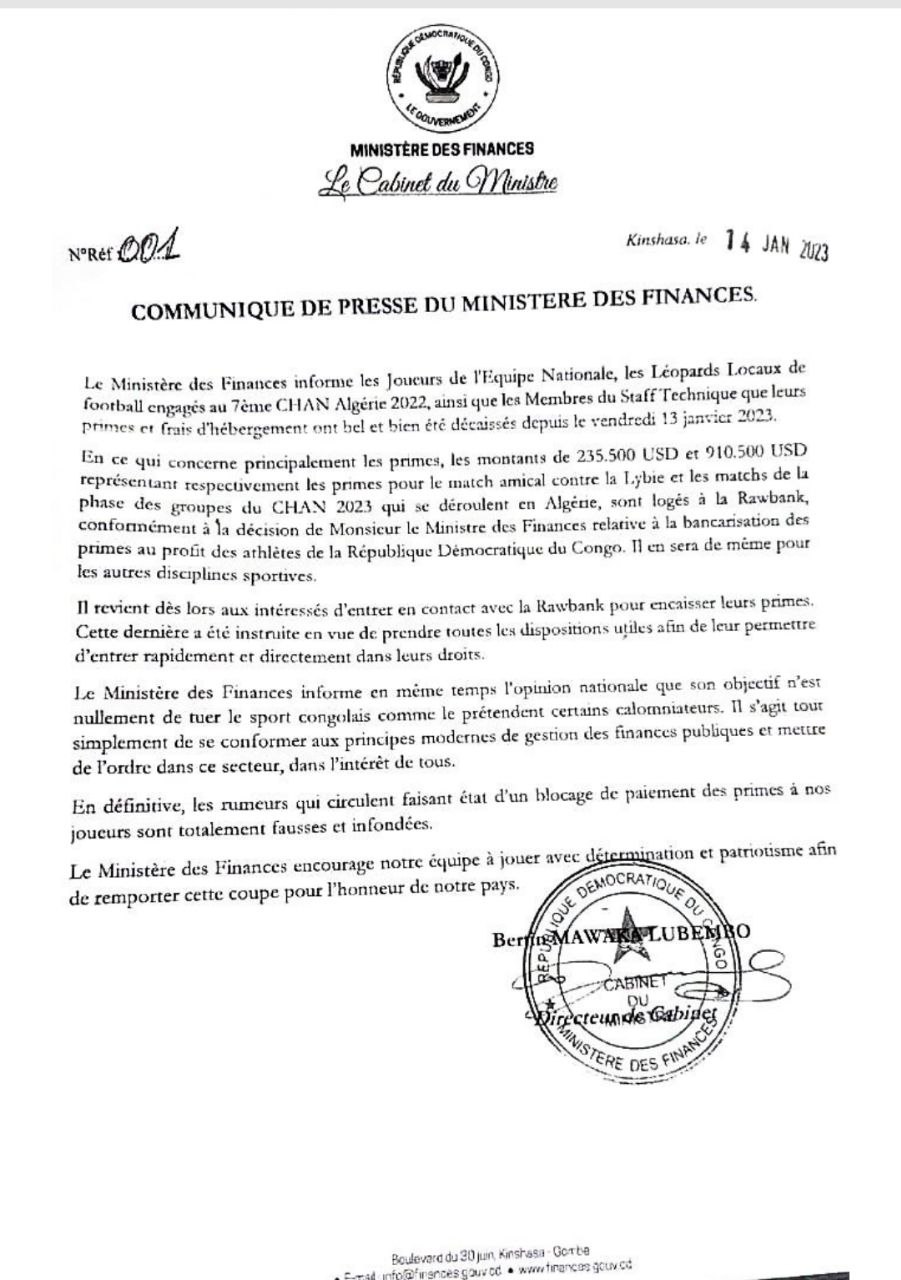 RÉPUBLIQUE DÉMOCRATIQUE DU CONGO
LE GOUVERNEMENT
MINISTÈRE DES FINANCES
Le Cabinet du Ministre
N°Réf 001
Kinshasa, le 14 JAN 2023
COMMUNIQUE DE PRESSE DU MINISTERE DES FINANCES.
Le Ministère des Finances informe les Joueurs de l'Equipe Nationale, les Léopards Locaux de
football engagés au 7ème CHAN Algérie 2022, ainsi que les Membres du Staff Technique que leurs
primes et frais d'hébergement ont bel et bien été décaissés depuis le vendredi 13 janvier 2023.
En ce qui concerne principalement les primes, les montants de 235.500 USD et 910.500 USD
représentant respectivement les primes pour le match amical contre la Lybie et les matchs de la
phase des groupes du CHAN 2023 qui se déroulent en Algérie, sont logés à la Rawbank,
conformément à la décision de Monsieur le Ministre des Finances relative à la bancarisation des
primes au profit des athlètes de la République Démocratique du Congo. Il en sera de même pour
les autres disciplines sportives.
Il revient dès lors aux intéressés d'entrer en contact avec la Rawbank pour encaisser leurs primes.
Cette dernière a été instruite en vue de prendre toutes les dispositions utiles afin de leur permettre
d'entrer rapidement et directement dans leurs droits.
Le Ministère des Finances informe en même temps l'opinion nationale que son objectif n'est
nullement de tuer le sport congolais comme le prétendent certains calomniateurs. Il s'agit tout
simplement de se conformer aux principes modernes de gestion des finances publiques et mettre
de l'ordre dans ce secteur, dans l'intérêt de tous.
En définitive, les rumeurs qui circulent faisant état d'un blocage de paiement des primes à nos
joueurs sont totalement fausses et infondées.
Le Ministère des Finances encourage notre équipe à jouer avec détermination et patriotisme afin
de remporter cette coupe pour l'honneur de notre pays.
Bertin MAWAKA LUBEMBO
Directeur de Cabinet
REPUBLIQUE DEMOCRATIQUE DU CONGO
CABINET
DU
MINISTRE
MINISTERE DES FINANCES
Boulevard du 30 juin, Kinshasa - Gombe
• E-mail : info@finances.gouv.cd • www.finances.gouv.cd